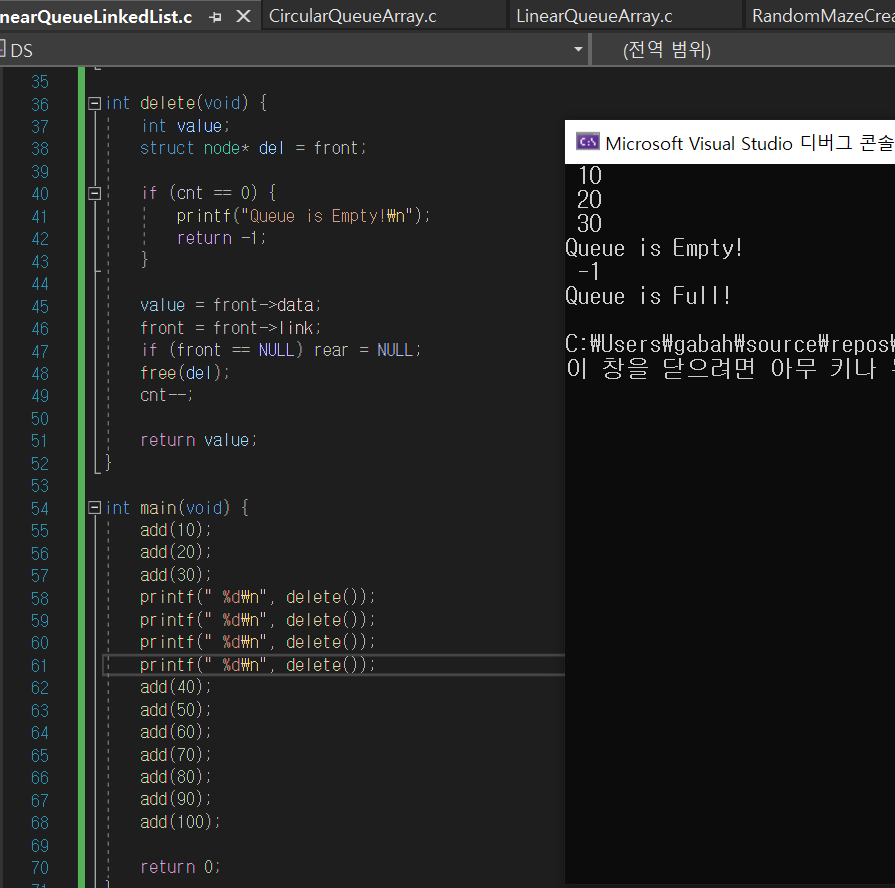 nearQueueLinkedList.c CircularQueueArray.c LinearQueueArray.c RandomMazeCrea
DS (전역 범위)
35
36 int delete(void) {
37 int value;
38 struct node* del = front;
39
40 if (cnt == 0) {
41 printf("Queue is Empty!₩n");
42 return -1;
43 }
44
45 value = front->data;
46 front = front->link;
47 if (front == NULL) rear = NULL;
48 free(del);
49 cnt--;
50
51 return value;
52 }
53
54 int main(void) {
55 add(10);
56 add(20);
57 add(30);
58 printf(" %d₩n", delete());
59 printf(" %d₩n", delete());
60 printf(" %d₩n", delete());
61 printf(" %d₩n", delete());
62 add(40);
63 add(50);
64 add(60);
65 add(70);
66 add(80);
67 add(90);
68 add(100);
69
70 return 0;
71 }
Microsoft Visual Studio 디버그 콘솔
10
20
30
Queue is Empty!
-1
Queue is Full!
C:₩Users₩gabah₩source₩repos₩
이 창을 닫으려면 아무 키나